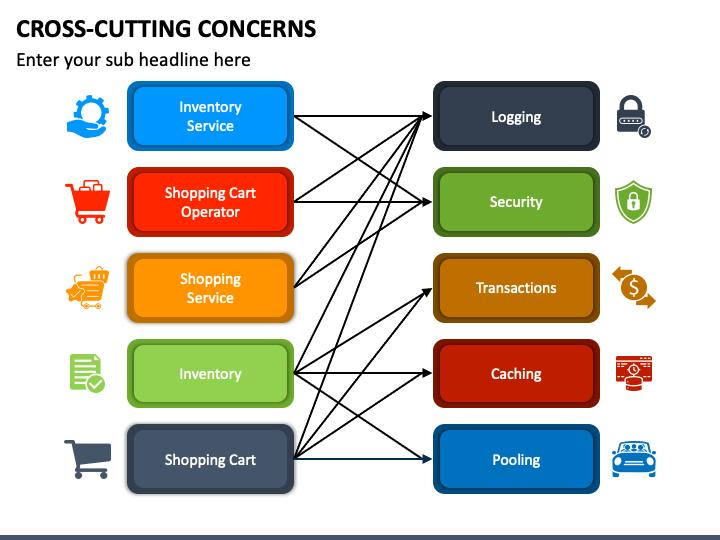 CROSS-CUTTING CONCERNS
Enter your sub headline here
Inventory
Service
Logging
Shopping Cart
Operator
Security
Shopping
Service
Transactions
$
Inventory
Caching
Shopping Cart
Pooling